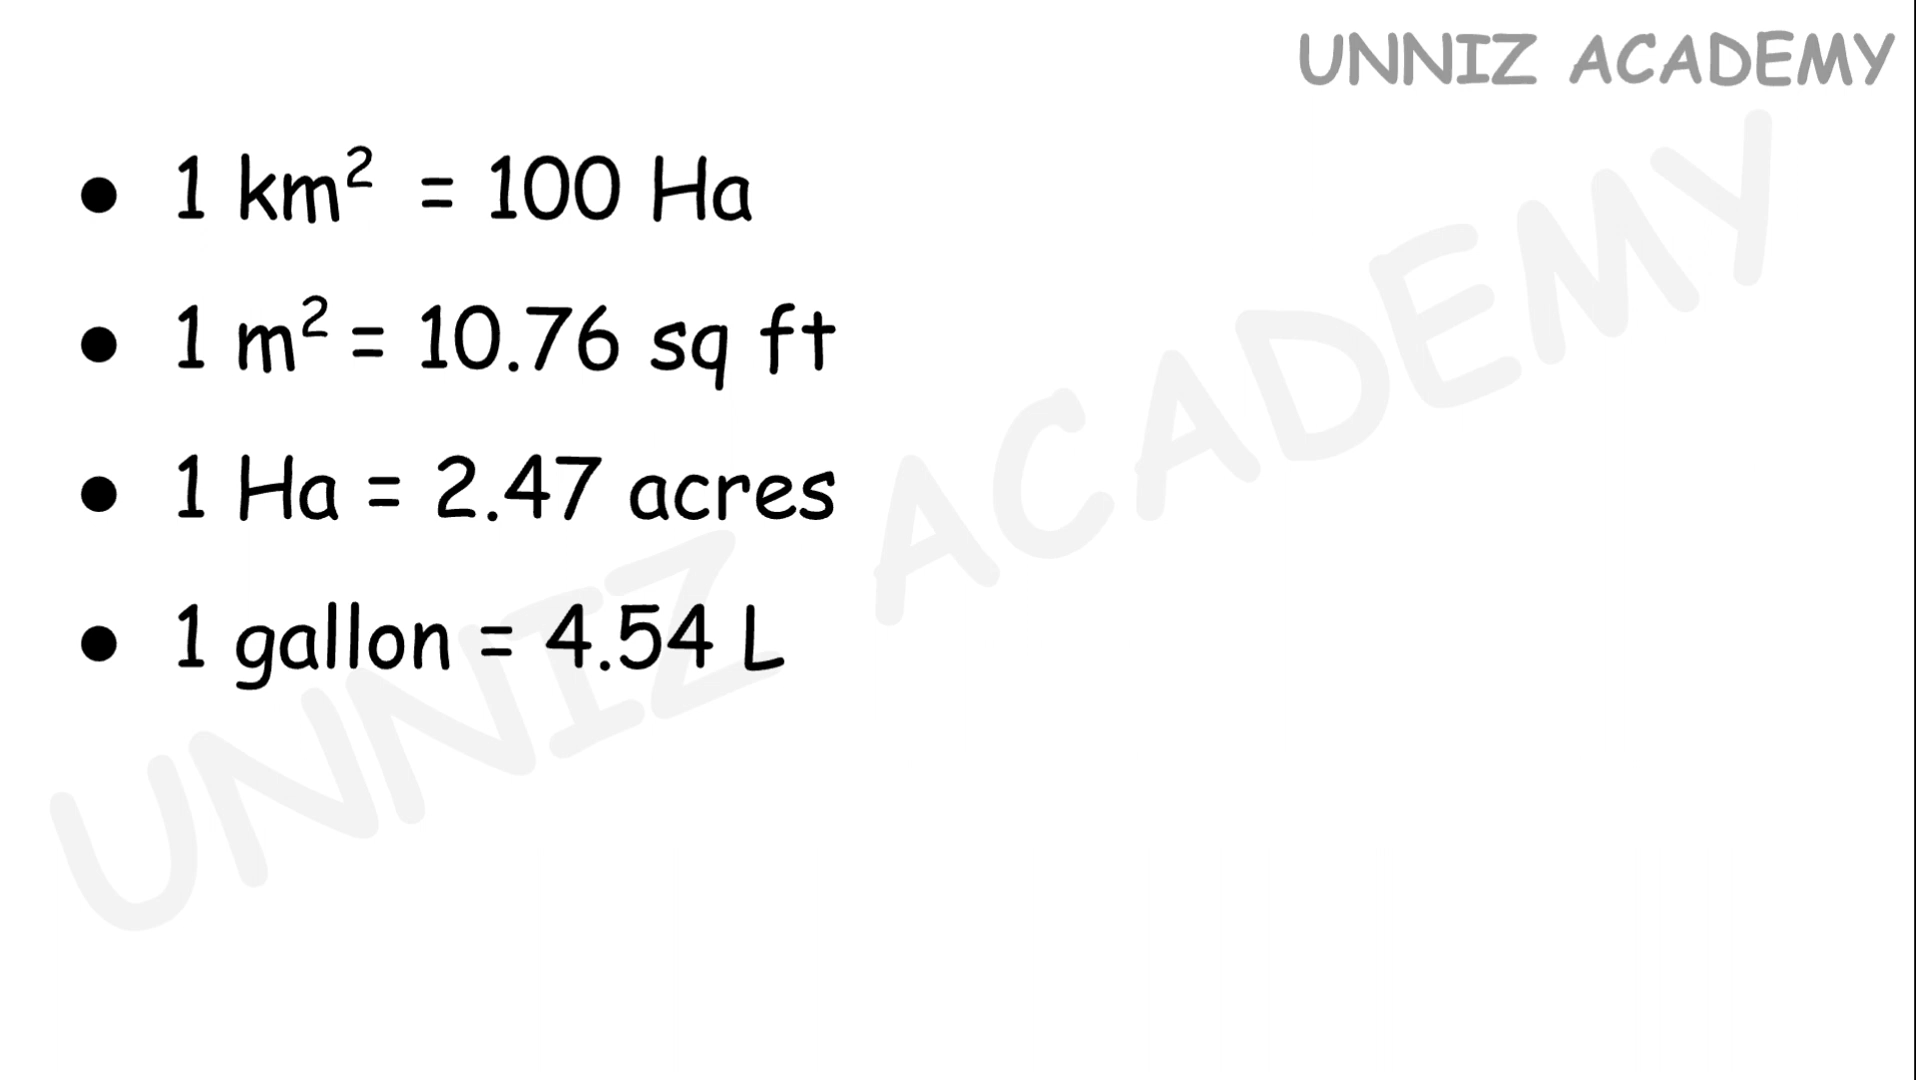 UNNIZ ACADEMY
• 1 km² = 100 Ha
• 1 m² = 10.76 sq ft
• 1 Ha = 2.47 acres
• 1 gallon = 4.54 L
UNNIZ ACADEMY